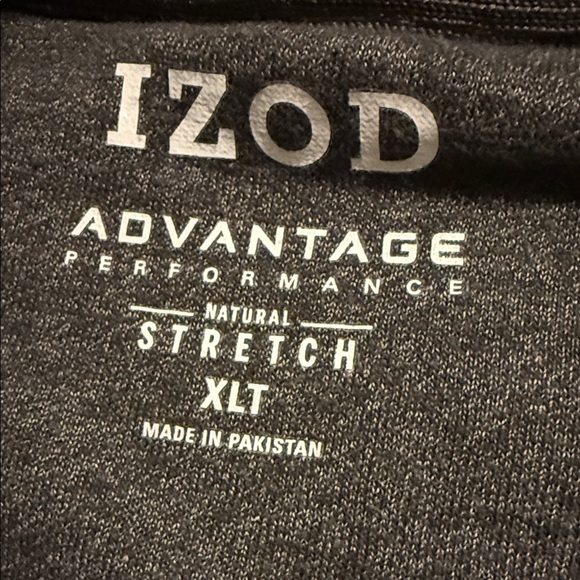 IZOD
ADVANTAGE
PERFORMANCE
NATURAL
STRETCH
XLT
MADE IN PAKISTAN